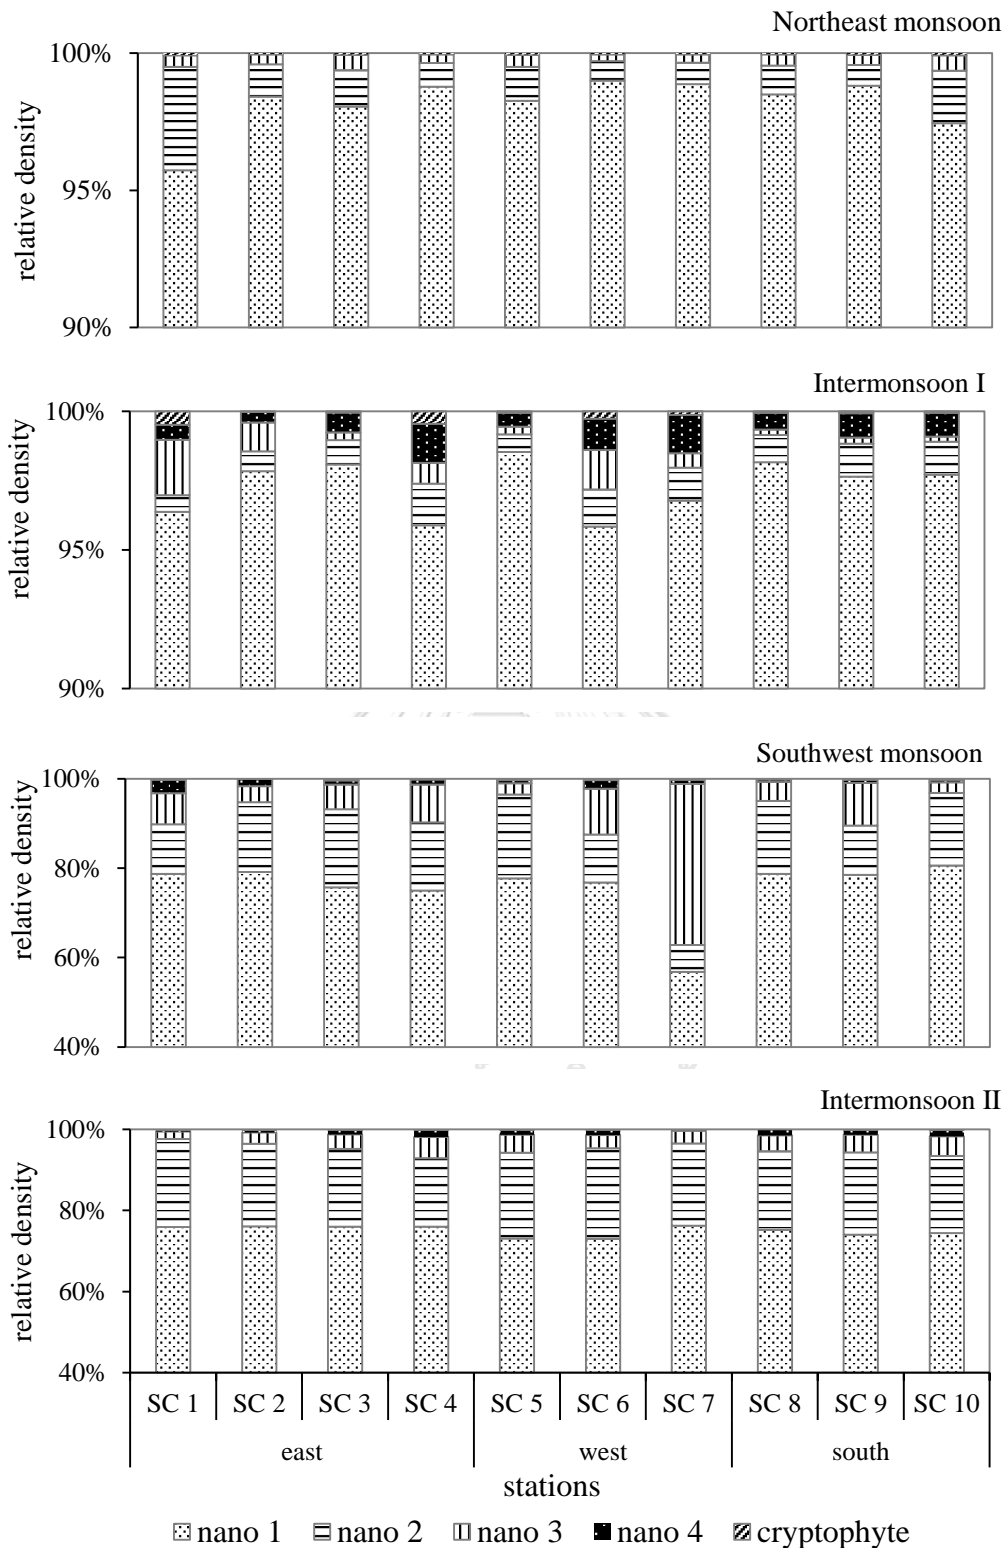 Northeast monsoon
100%
95%
90%
relative density
Intermonsoon I
100%
95%
90%
relative density
Southwest monsoon
100%
80%
60%
40%
relative density
Intermonsoon II
100%
80%
60%
40%
relative density
SC 1 SC 2 SC 3 SC 4 SC 5 SC 6 SC 7 SC 8 SC 9 SC 10
east west south
stations
nano 1 nano 2 nano 3 nano 4 cryptophyte